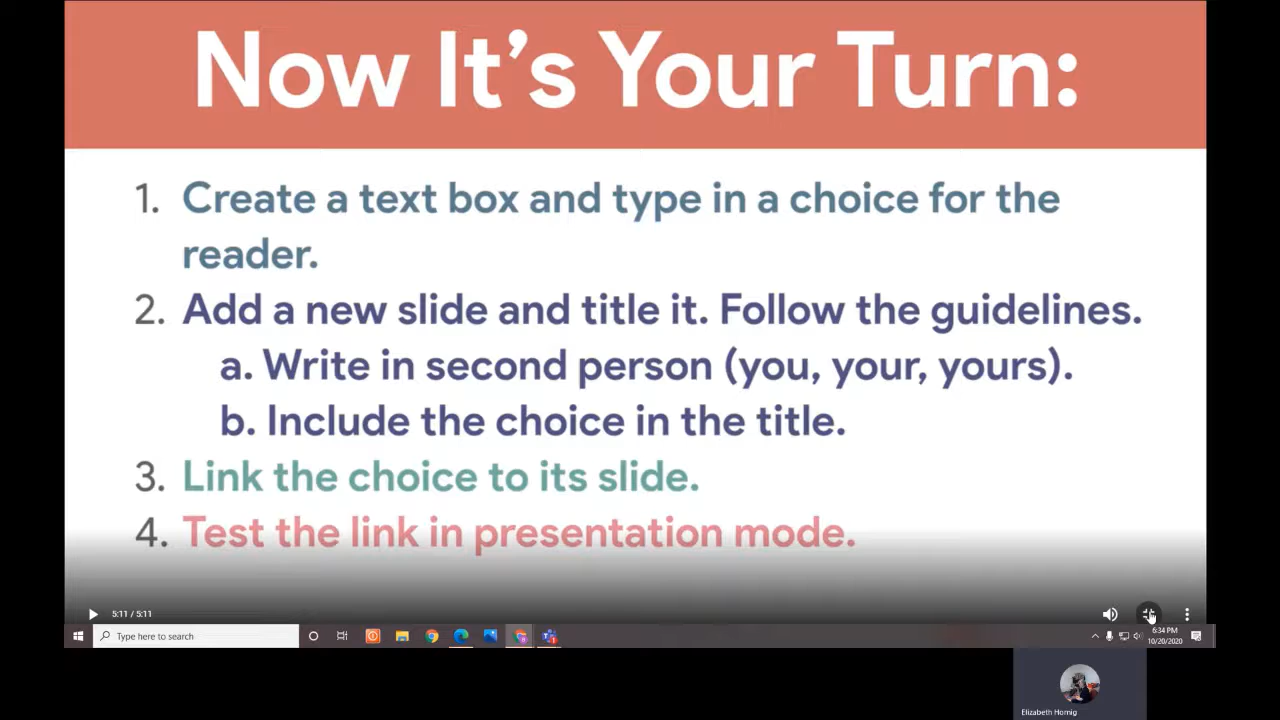 Now It's Your Turn:
1. Create a text box and type in a choice for the
reader.
2. Add a new slide and title it. Follow the guidelines.
a. Write in second person (you, your, yours).
b. Include the choice in the title.
3. Link the choice to its slide.
4. Test the link in presentation mode.
5:11 / 5:11
Type here to search
6:34 PM
10/20/2020
Elizabeth Hornig